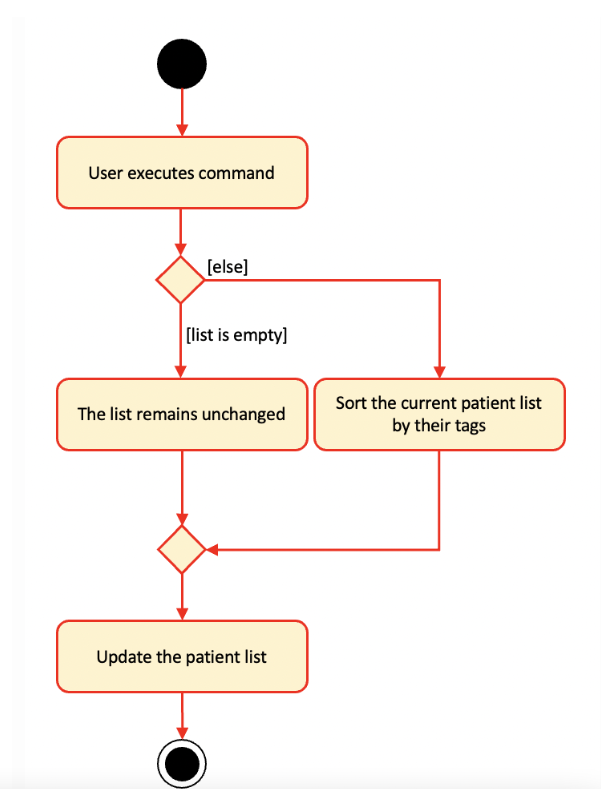 User executes command
[else]
[list is empty]
The list remains unchanged
Sort the current patient list
by their tags
Update the patient list